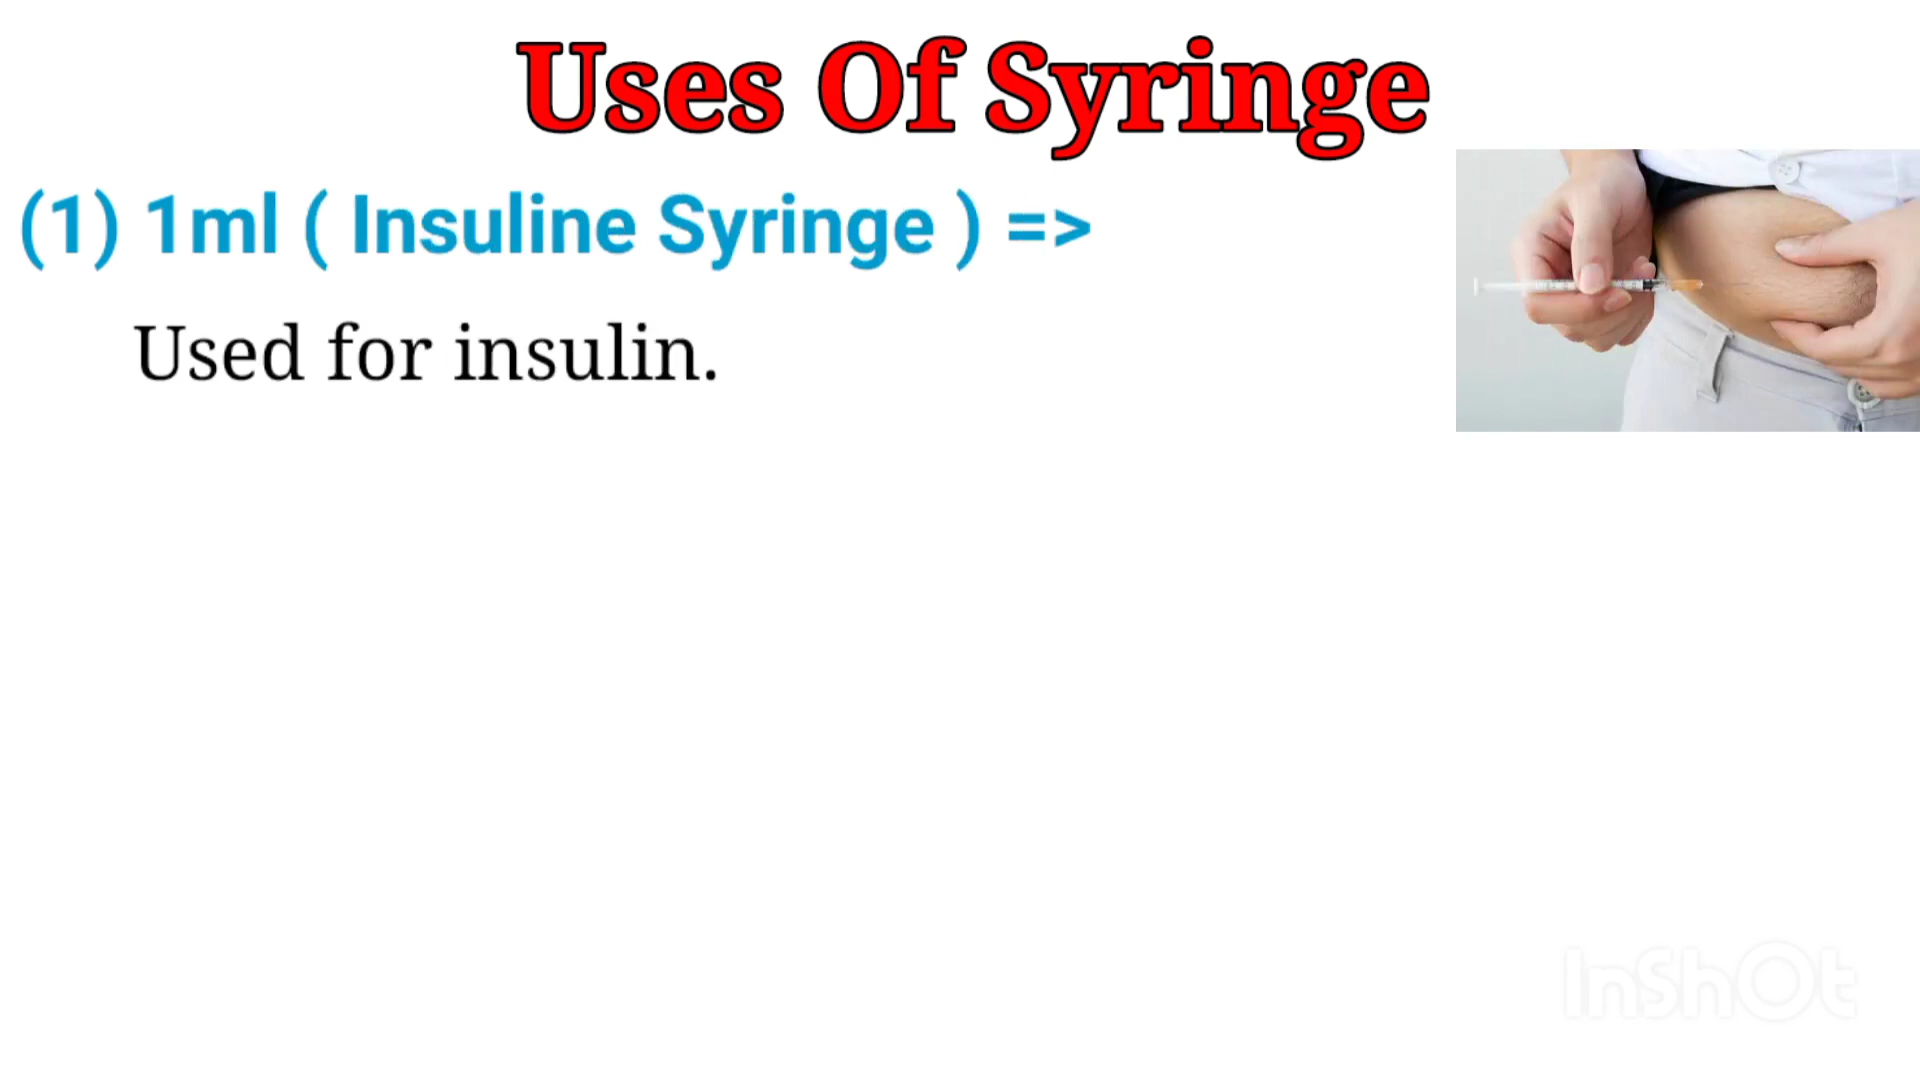 Uses Of Syringe
(1) 1ml ( Insuline Syringe ) =>
Used for insulin.
InShOt